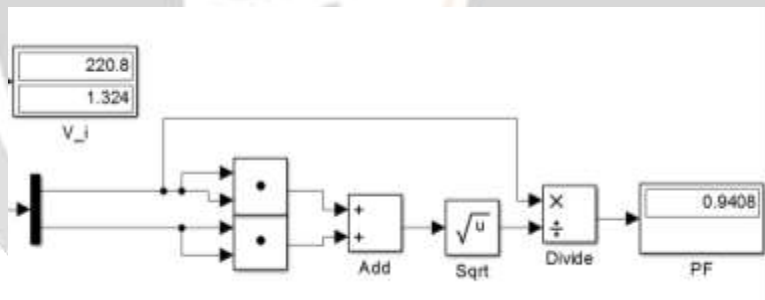 220.8
1.324
V_i
+
+
Add
√u
Sqrt
×
÷
Divide
0.9408
PF